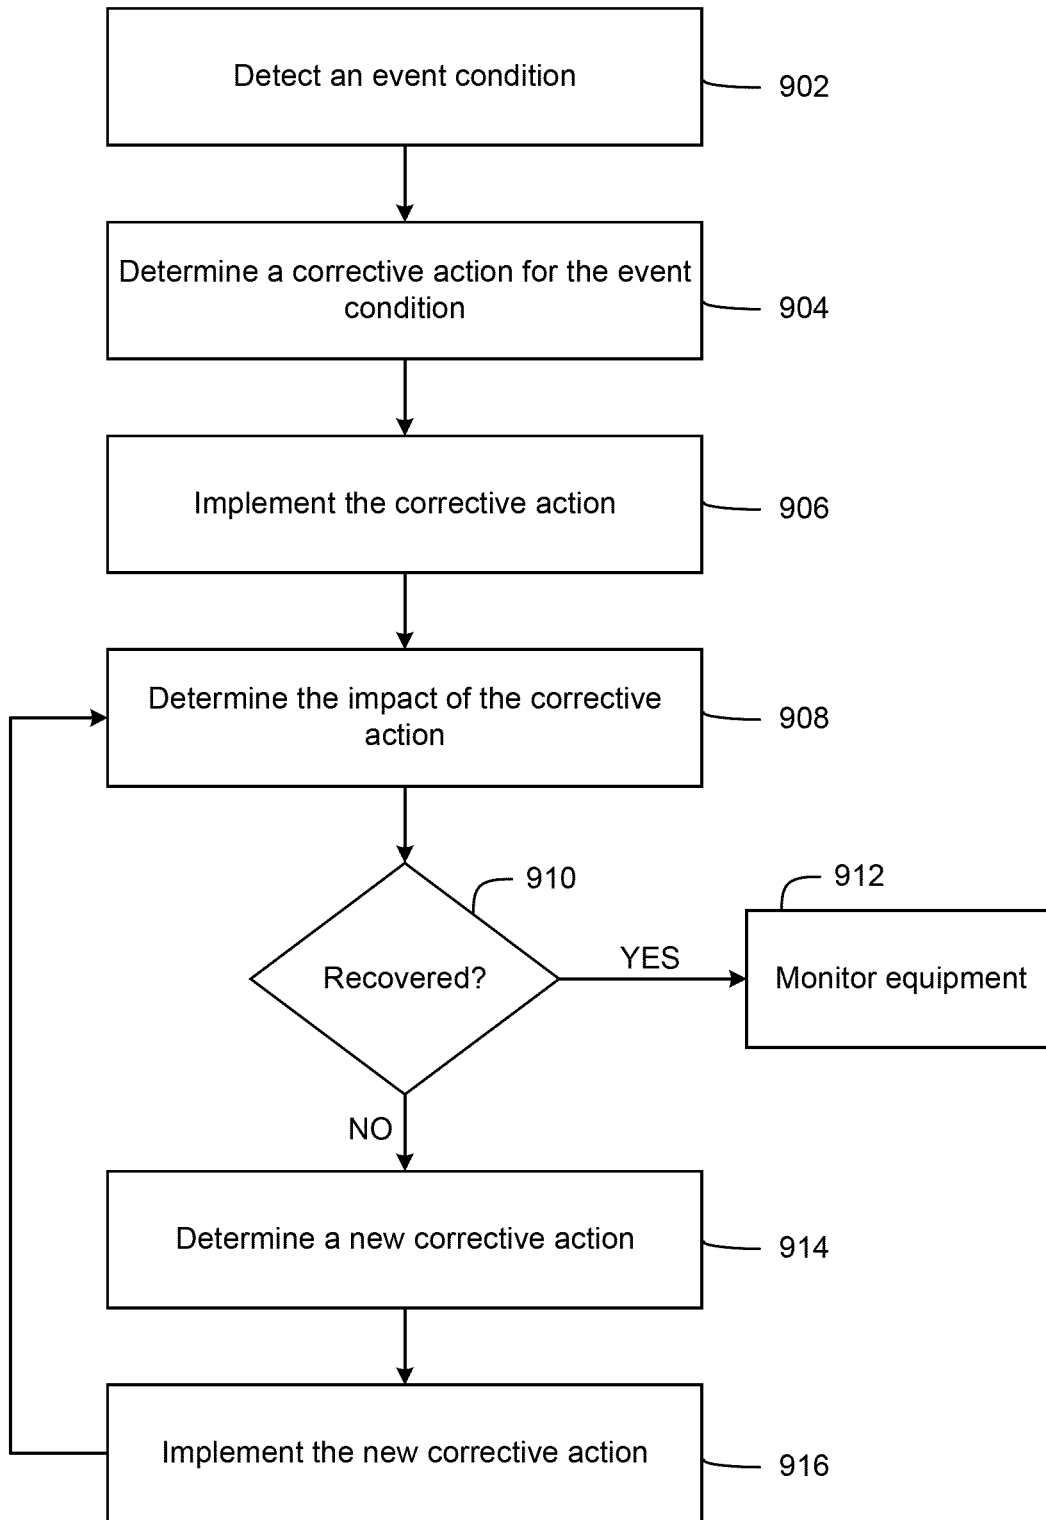 Detect an event condition
902
Determine a corrective action for the event
condition
904
Implement the corrective action
906
Determine the impact of the corrective
action
908
910
912
Recovered?
YES
Monitor equipment
NO
Determine a new corrective action
914
Implement the new corrective action
916